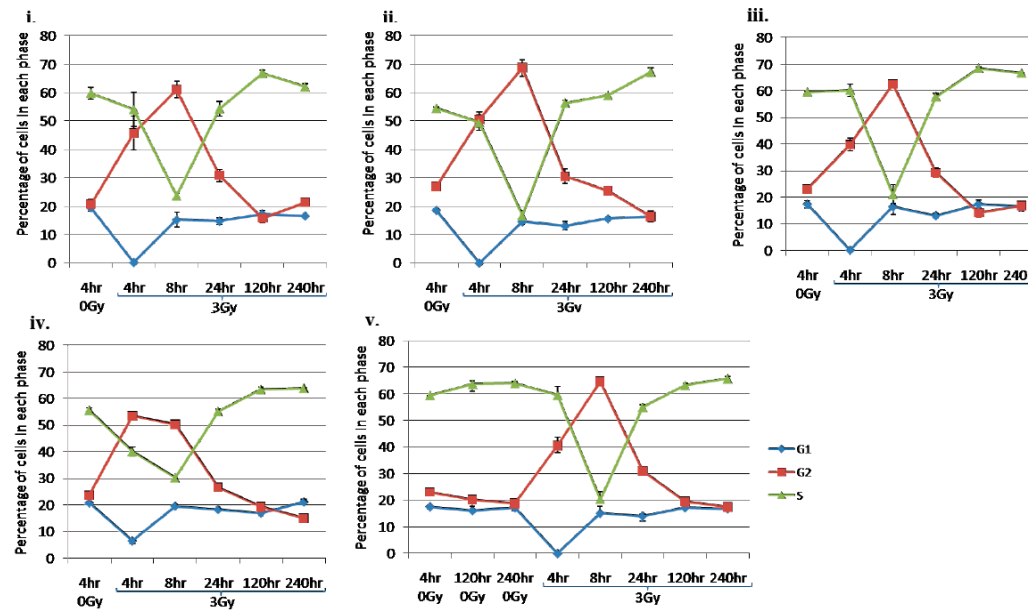 i.
Percentage of cells in each phase
80
70
60
50
40
30
20
10
0
4hr 4hr 8hr 24hr 120hr 240hr
0Gy 3Gy
ii.
Percentage of cells in each phase
80
70
60
50
40
30
20
10
0
4hr 4hr 8hr 24hr 120hr 240hr
0Gy 3Gy
iii.
Percentage of cells in each phase
80
70
60
50
40
30
20
10
0
4hr 4hr 8hr 24hr 120hr 240hr
0Gy 3Gy
iv.
Percentage of cells in each phase
80
70
60
50
40
30
20
10
0
4hr 4hr 8hr 24hr 120hr 240hr
0Gy 3Gy
v.
Percentage of cells in each phase
80
70
60
50
40
30
20
10
0
4hr 120hr 240hr 4hr 8hr 24hr 120hr 240hr
0Gy 0Gy 0Gy 3Gy
G1
G2
S